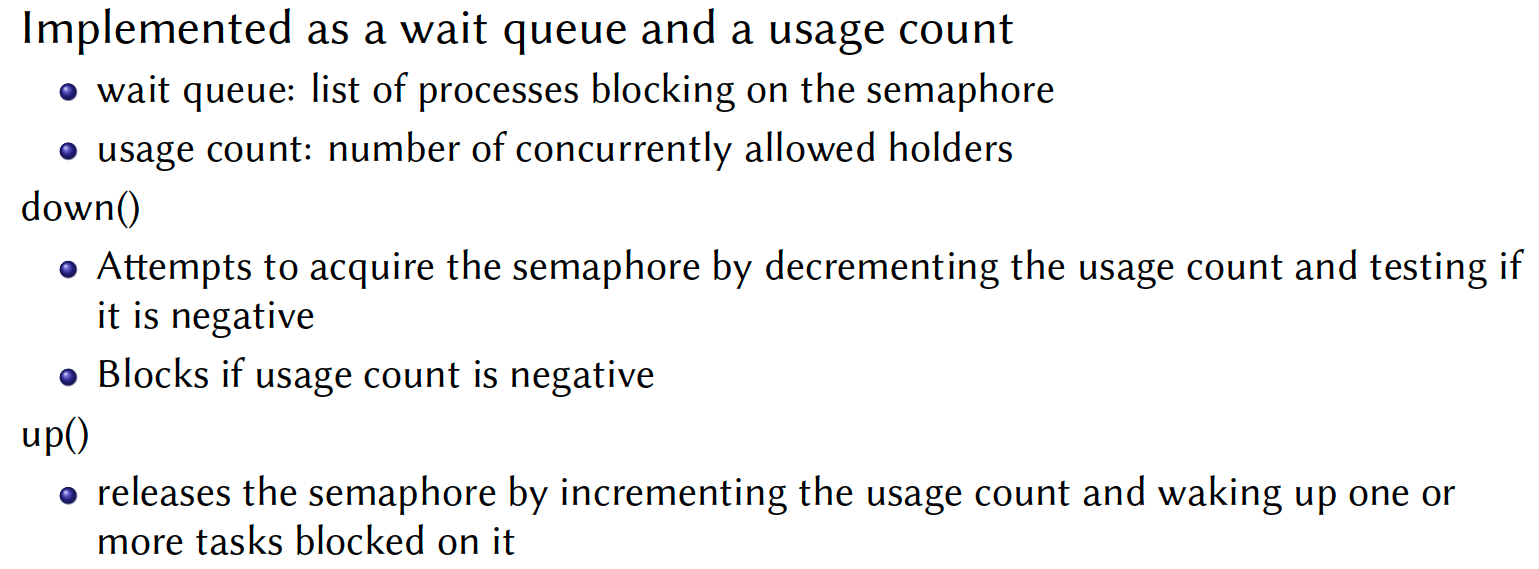 Implemented as a wait queue and a usage count
wait queue: list of processes blocking on the semaphore
usage count: number of concurrently allowed holders
down()
Attempts to acquire the semaphore by decrementing the usage count and testing if
it is negative
Blocks if usage count is negative
up()
releases the semaphore by incrementing the usage count and waking up one or
more tasks blocked on it